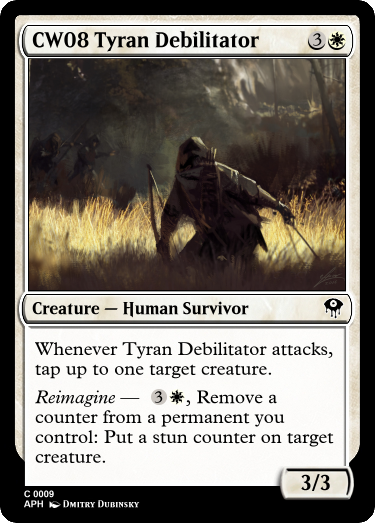 CW08 Tyran Debilitator 3
Creature — Human Survivor
Whenever Tyran Debilitator attacks,
tap up to one target creature.
Reimagine — 3, Remove a
counter from a permanent you
control: Put a stun counter on target
creature.
3/3
C 0009
APH Dmitry Dubinsky